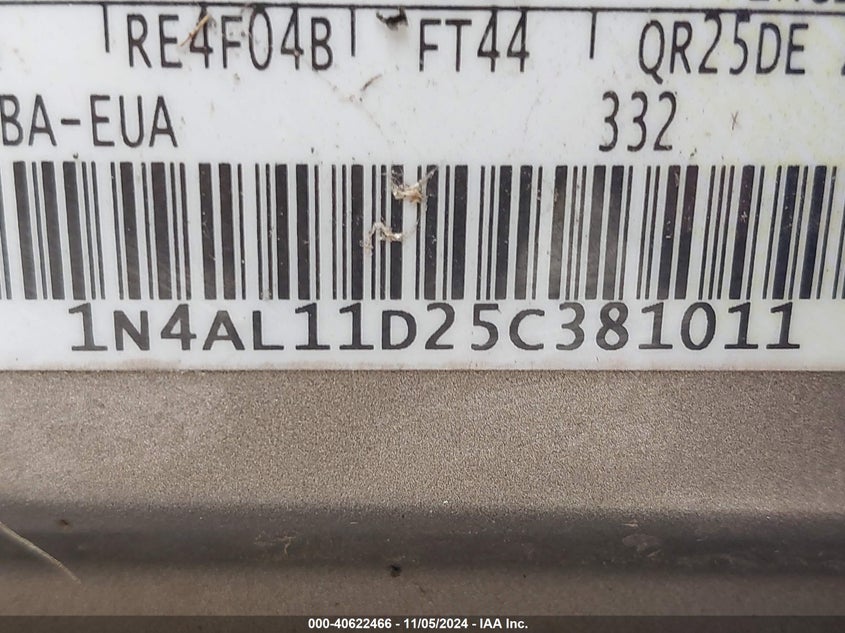 RE4F04B FT44 QR25DE
BA-EUA 332
1N4AL11D25C381011
000-40622466 - 11/05/2024 - IAA Inc.